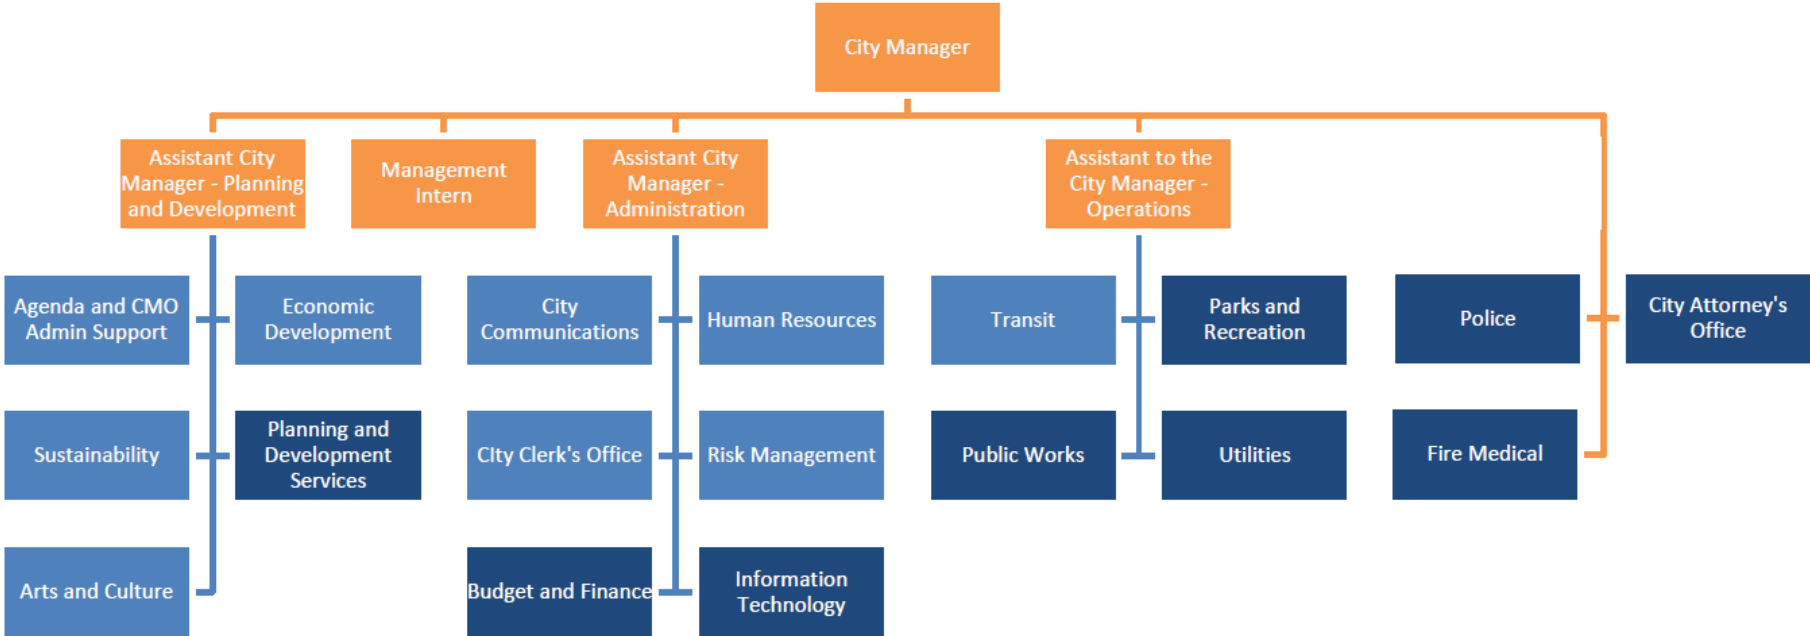 City Manager
Assistant City
Manager - Planning
and Development
Management
Intern
Assistant City
Manager -
Administration
Assistant to the
City Manager -
Operations
Agenda and CMO
Admin Support
Economic
Development
City
Communications
Human Resources
Transit
Parks and
Recreation
Police
City Attorney's
Office
Sustainability
Planning and
Development
Services
CIty Clerk's Office
Risk Management
Public Works
Utilities
Fire Medical
Arts and Culture
Budget and Finance
Information
Technology